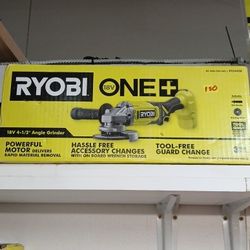 RYOBI
18V
ONE+
150
18V 4-1/2" Angle Grinder
POWERFUL
MOTOR DELIVERS
RAPID MATERIAL REMOVAL
HASSLE FREE
ACCESSORY CHANGES
WITH ON BOARD WRENCH STORAGE
TOOL-FREE
GUARD CHANGE
3